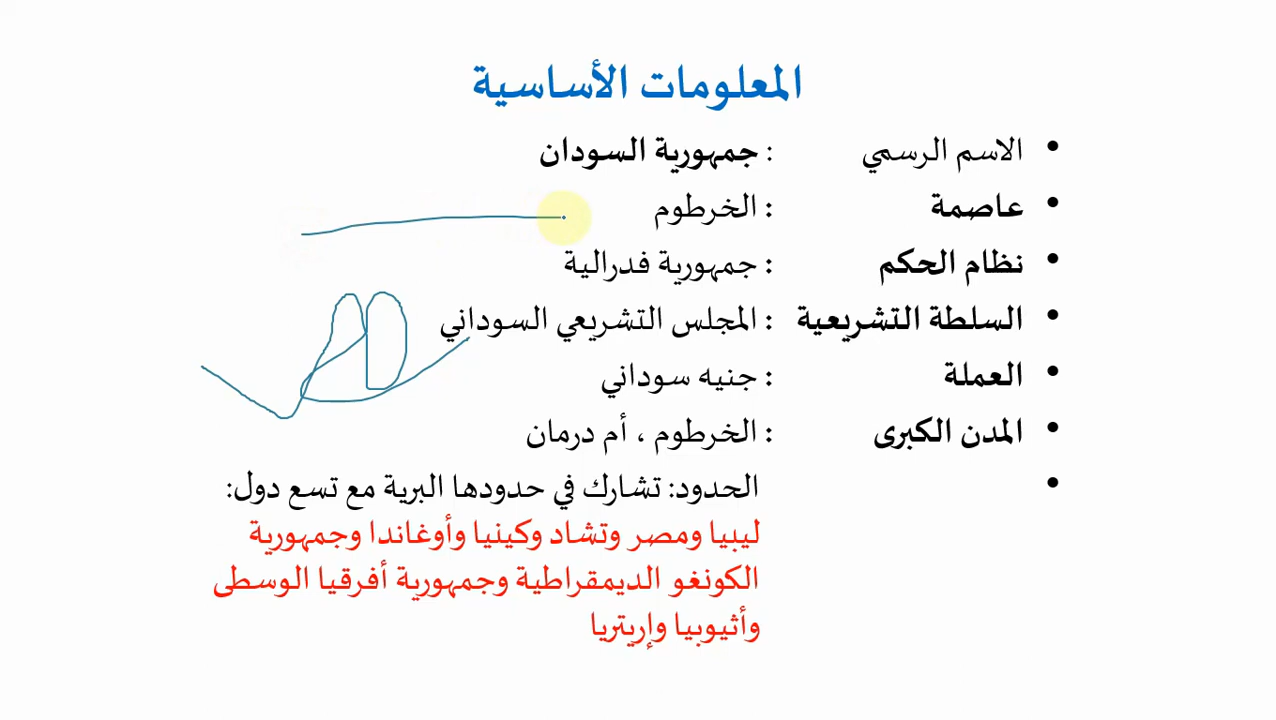 المعلومات الأساسية
• الاسم الرسمي : جمهورية السودان
• عاصمة : الخرطوم
• نظام الحكم : جمهورية فدرالية
• السلطة التشريعية : المجلس التشريعي السوداني
• العملة : جنيه سوداني
• المدن الكبرى : الخرطوم ، أم درمان
• الحدود: تشارك في حدودها البرية مع تسع دول:
ليبيا ومصر وتشاد وكينيا وأوغاندا وجمهورية
الكونغو الديمقراطية وجمهورية أفرقيا الوسطى
وأثيوبيا وإريتريا